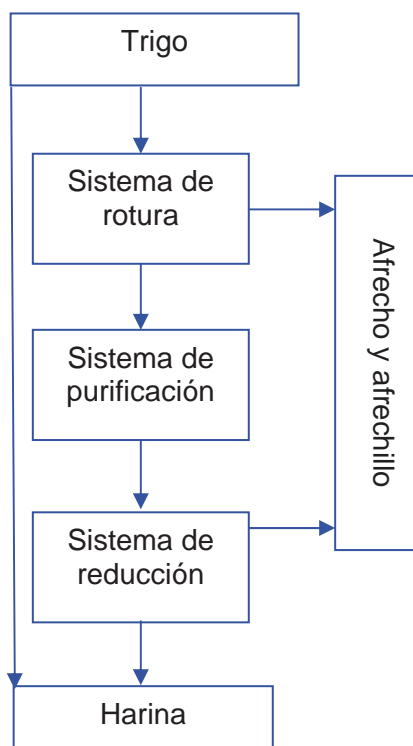 Trigo
Sistema de
rotura
Afrecho y afrechillo
Sistema de
purificación
Sistema de
reducción
Harina